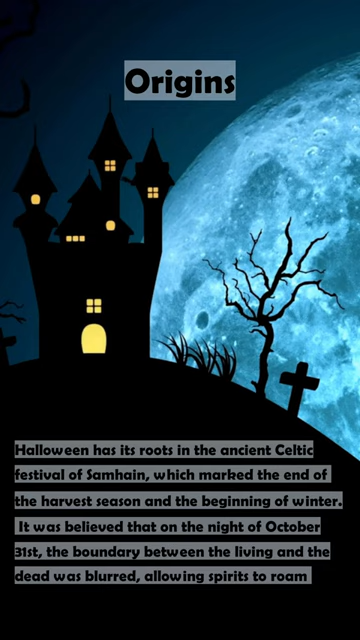 Origins
Halloween has its roots in the ancient Celtic
festival of Samhain, which marked the end of
the harvest season and the beginning of winter.
It was believed that on the night of October
31st, the boundary between the living and the
dead was blurred, allowing spirits to roam